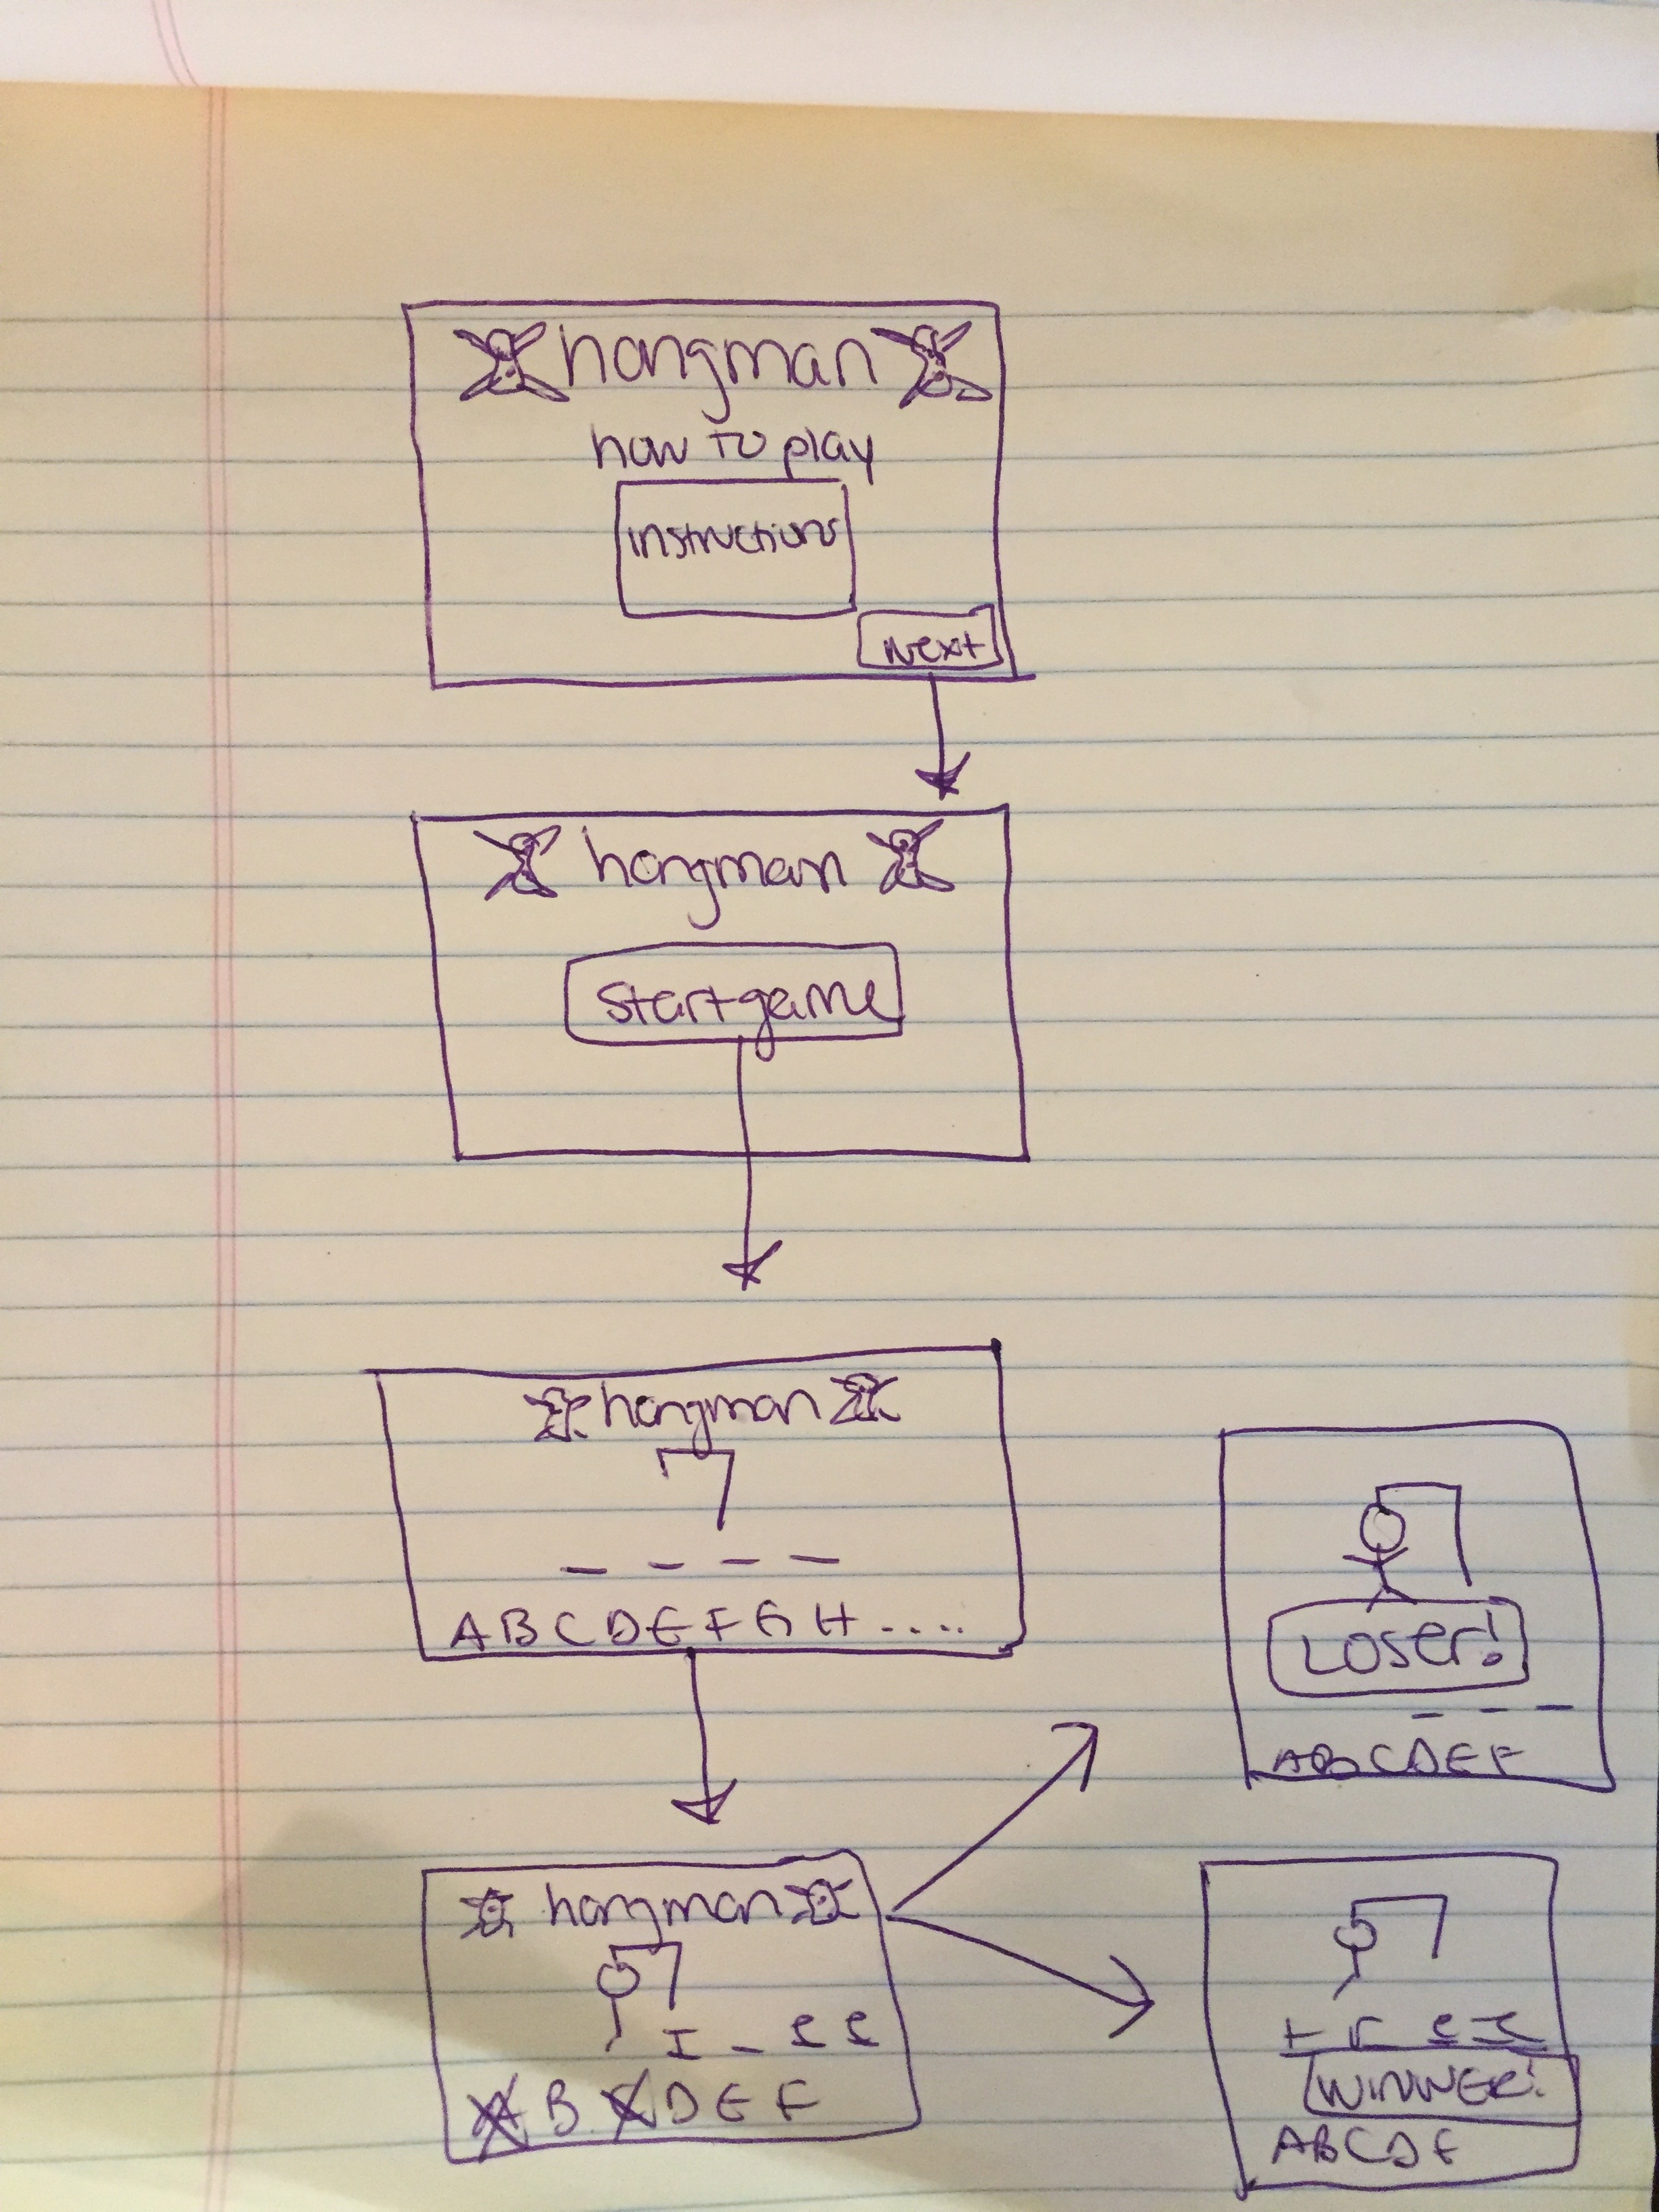 hangman
how to play
instructions
Next
hangman
start game
hangman
_ _ _ _
A B C D E F G H ....
Loser!
_ _ _
A B C D E F
hangman
T _ e e
A B C D E F
t r e e
WINNER!
A B C D E